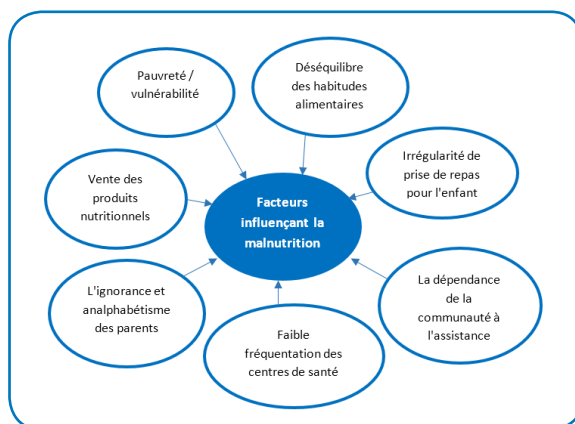 Pauvreté /
vulnérabilité
Déséquilibre
des habitudes
alimentaires
Irrégularité de
prise de repas
pour l'enfant
Vente des
produits
nutritionnels
Facteurs
influençant la
malnutrition
L'ignorance et
analphabétisme
des parents
La dépendance
de la
communauté à
l'assistance
Faible
fréquentation des
centres de santé